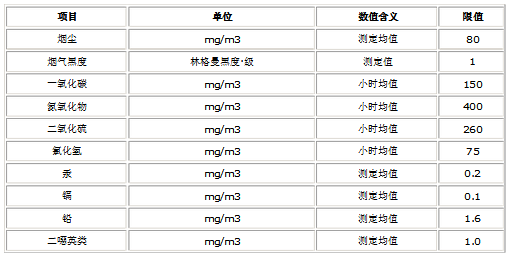 项目 单位 数值含义 限值
烟尘 mg/m3 测定均值 80
烟气黑度 林格曼黑度·级 测定值 1
一氧化碳 mg/m3 小时均值 150
氮氧化物 mg/m3 小时均值 400
二氧化硫 mg/m3 小时均值 260
氟化氢 mg/m3 小时均值 75
汞 mg/m3 测定均值 0.2
镉 mg/m3 测定均值 0.1
铅 mg/m3 测定均值 1.6
二噁英类 mg/m3 测定均值 1.0